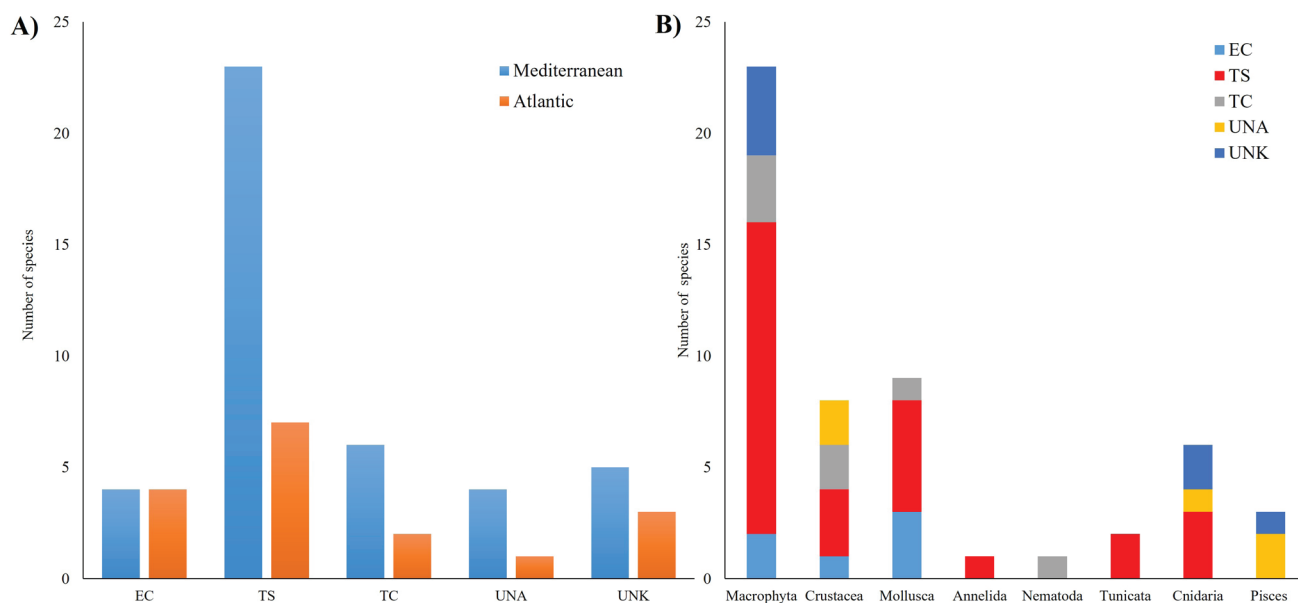 A)
Number of species
25
20
15
10
5
0
Mediterranean
Atlantic
EC TS TC UNA UNK
B)
Number of  species
25
20
15
10
5
0
EC
TS
TC
UNA
UNK
Macrophyta Crustacea Mollusca Annelida Nematoda Tunicata Cnidaria Pisces